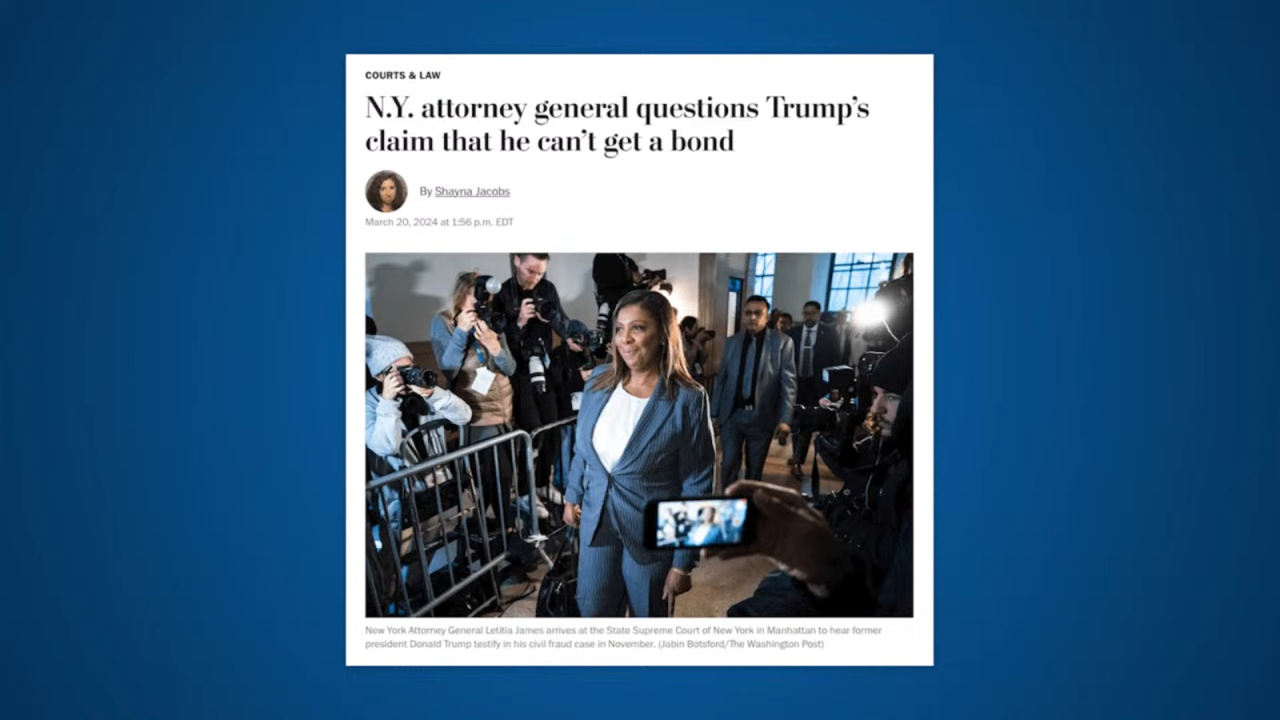 COURTS & LAW
N.Y. attorney general questions Trump’s
claim that he can’t get a bond
By Shayna Jacobs
March 20, 2024 at 1:56 p.m. EDT
New York Attorney General Letitia James arrives at the State Supreme Court of New York in Manhattan to hear former
president Donald Trump testify in his civil fraud case in November. (Jabin Botsford/The Washington Post)